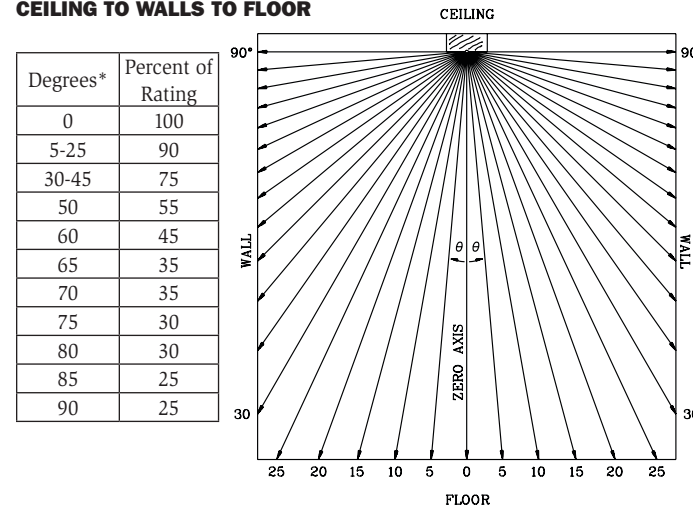 CEILING TO WALLS TO FLOOR
Degrees* Percent of
Rating
0 100
5-25 90
30-45 75
50 55
60 45
65 35
70 35
75 30
80 30
85 25
90 25
CEILING
90° 90
WALL
θ θ
WALL
ZERO AXIS
30 30
25 20 15 10 5 0 5 10 15 20 25
FLOOR